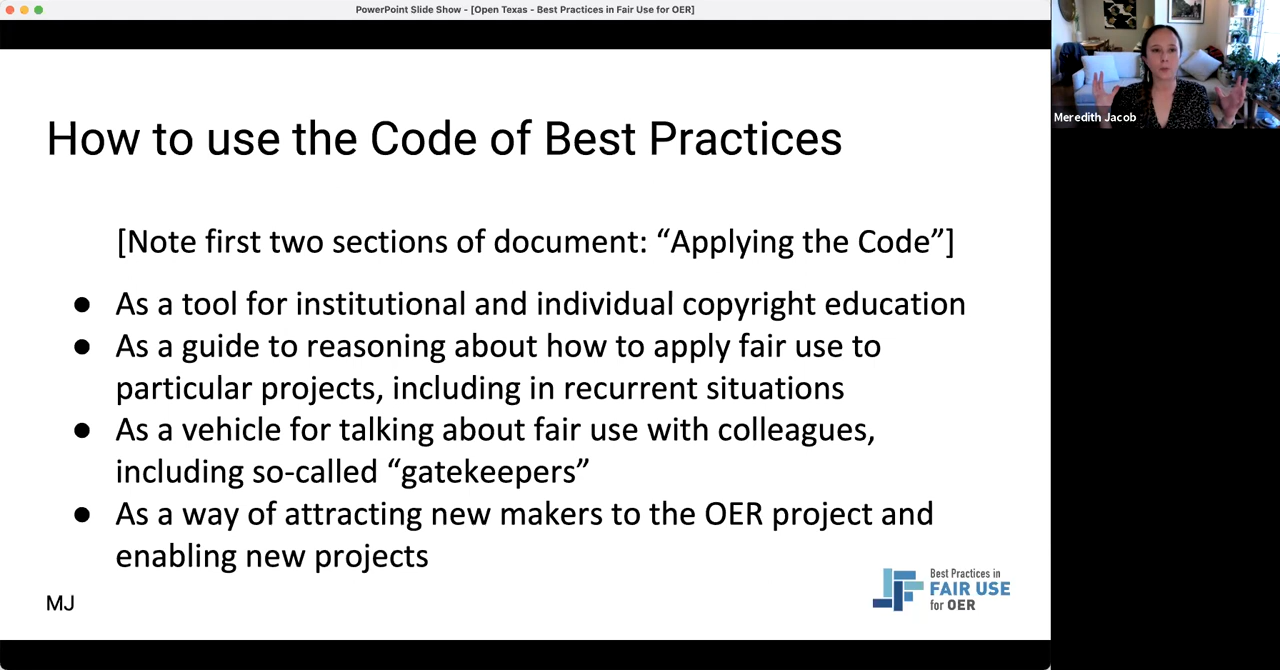 PowerPoint Slide Show - [Open Texas - Best Practices in Fair Use for OER]
Meredith Jacob
How to use the Code of Best Practices
[Note first two sections of document: “Applying the Code”]
● As a tool for institutional and individual copyright education
● As a guide to reasoning about how to apply fair use to
particular projects, including in recurrent situations
● As a vehicle for talking about fair use with colleagues,
including so-called “gatekeepers”
● As a way of attracting new makers to the OER project and
enabling new projects
MJ
Best Practices in
FAIR USE
for OER